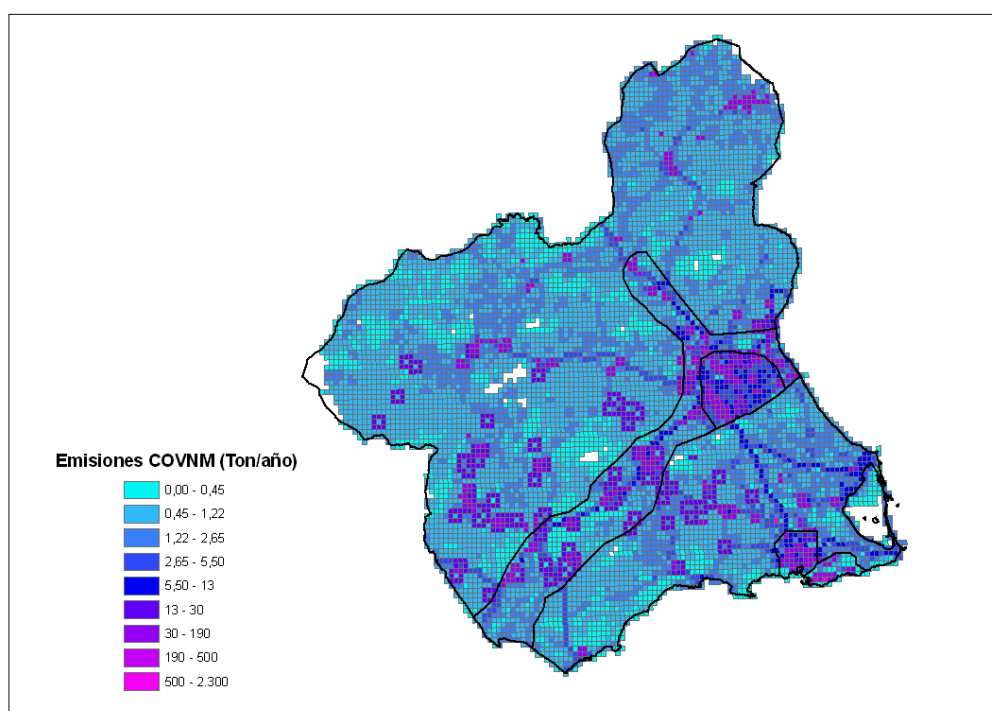 Emisiones COVNM (Ton/año)
0,00 - 0,45
0,45 - 1,22
1,22 - 2,65
2,65 - 5,50
5,50 - 13
13 - 30
30 - 190
190 - 500
500 - 2.300